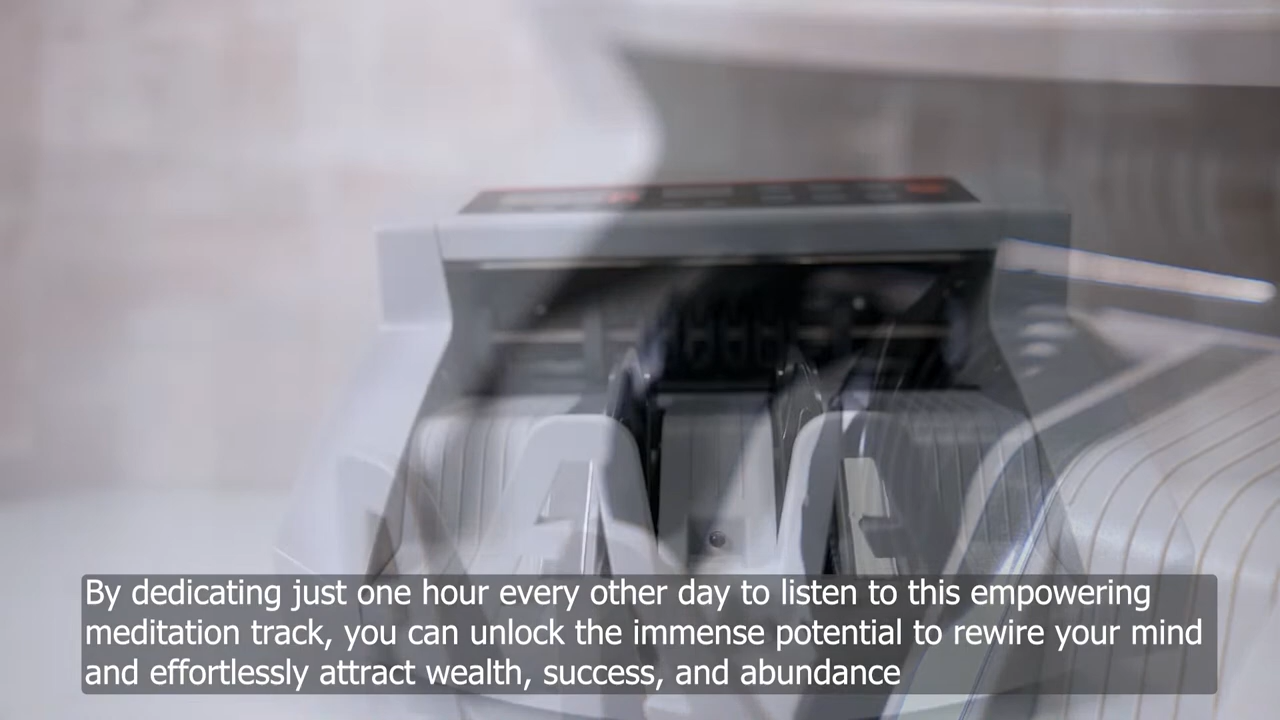 By dedicating just one hour every other day to listen to this empowering
meditation track, you can unlock the immense potential to rewire your mind
and effortlessly attract wealth, success, and abundance